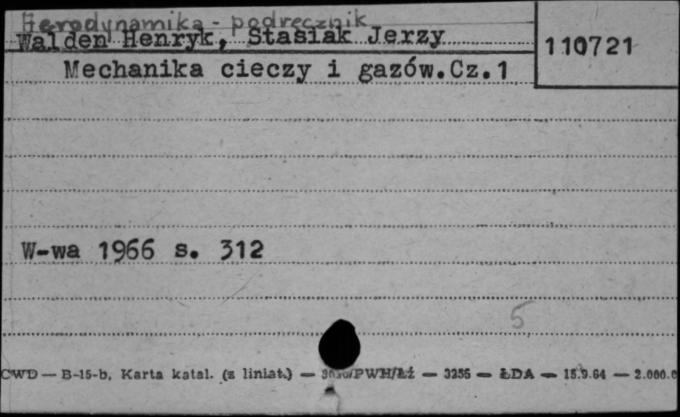 Aerodynamika - podręcznik
Walden Henryk, Stasiak Jerzy
110721
Mechanika cieczy i gazów.Cz.1
W-wa 1966 s. 312
5
CWD — B-15-b. Karta katal. (z liniat.) — PWH/Łż — 3255 — ŁDA — 15.9.64 — 2.000.0